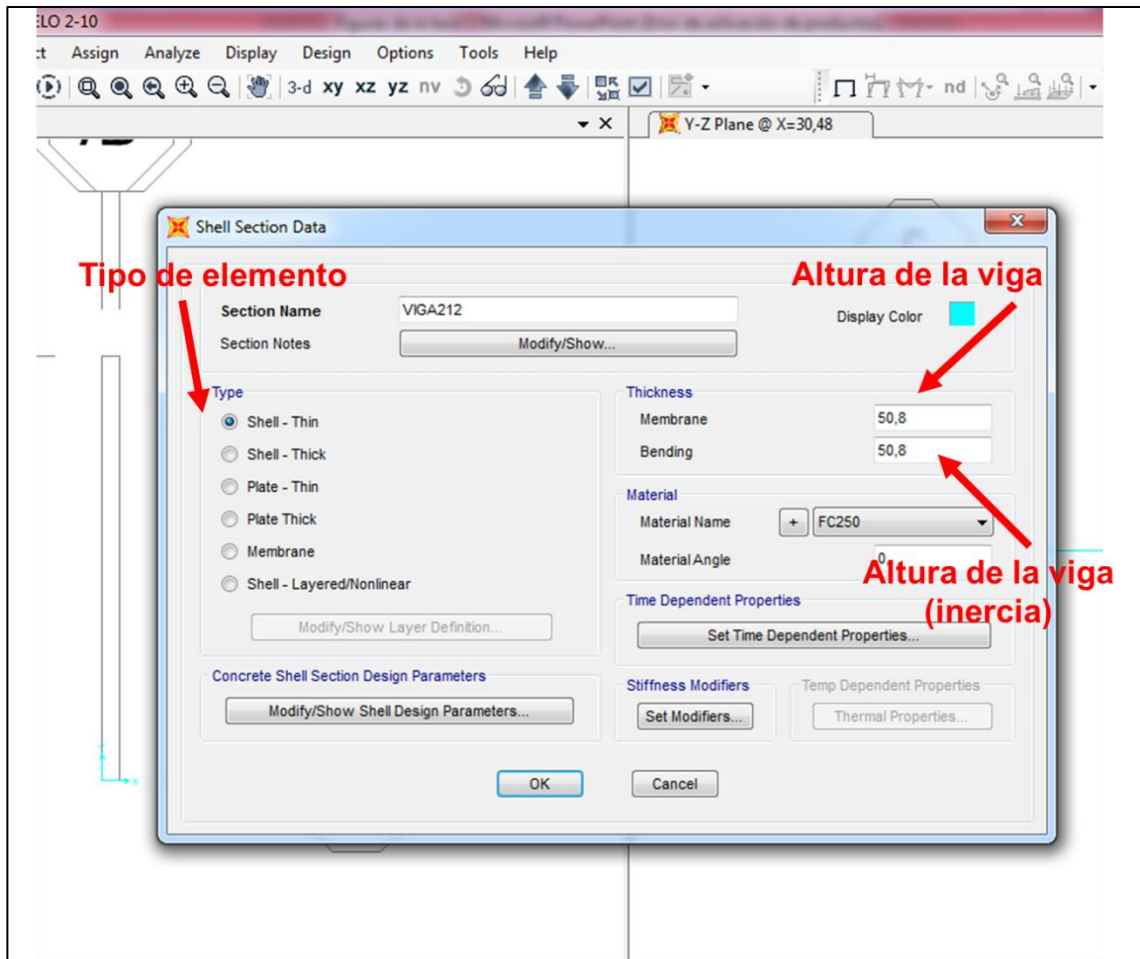 ELO 2-10
ct Assign Analyze Display Design Options Tools Help
3-d xy xz yz nv nd
Y-Z Plane @ X=30,48
Shell Section Data
Tipo de elemento
Altura de la viga
Section Name VIGA212 Display Color
Section Notes Modify/Show...
Type
Shell - Thin
Shell - Thick
Plate - Thin
Plate Thick
Membrane
Shell - Layered/Nonlinear
Modify/Show Layer Definition...
Concrete Shell Section Design Parameters
Modify/Show Shell Design Parameters...
Thickness
Membrane 50,8
Bending 50,8
Material
Material Name + FC250
Material Angle 0,
Altura de la viga
(inercia)
Time Dependent Properties
Set Time Dependent Properties...
Stiffness Modifiers
Set Modifiers...
Temp Dependent Properties
Thermal Properties...
Y
X
OK Cancel